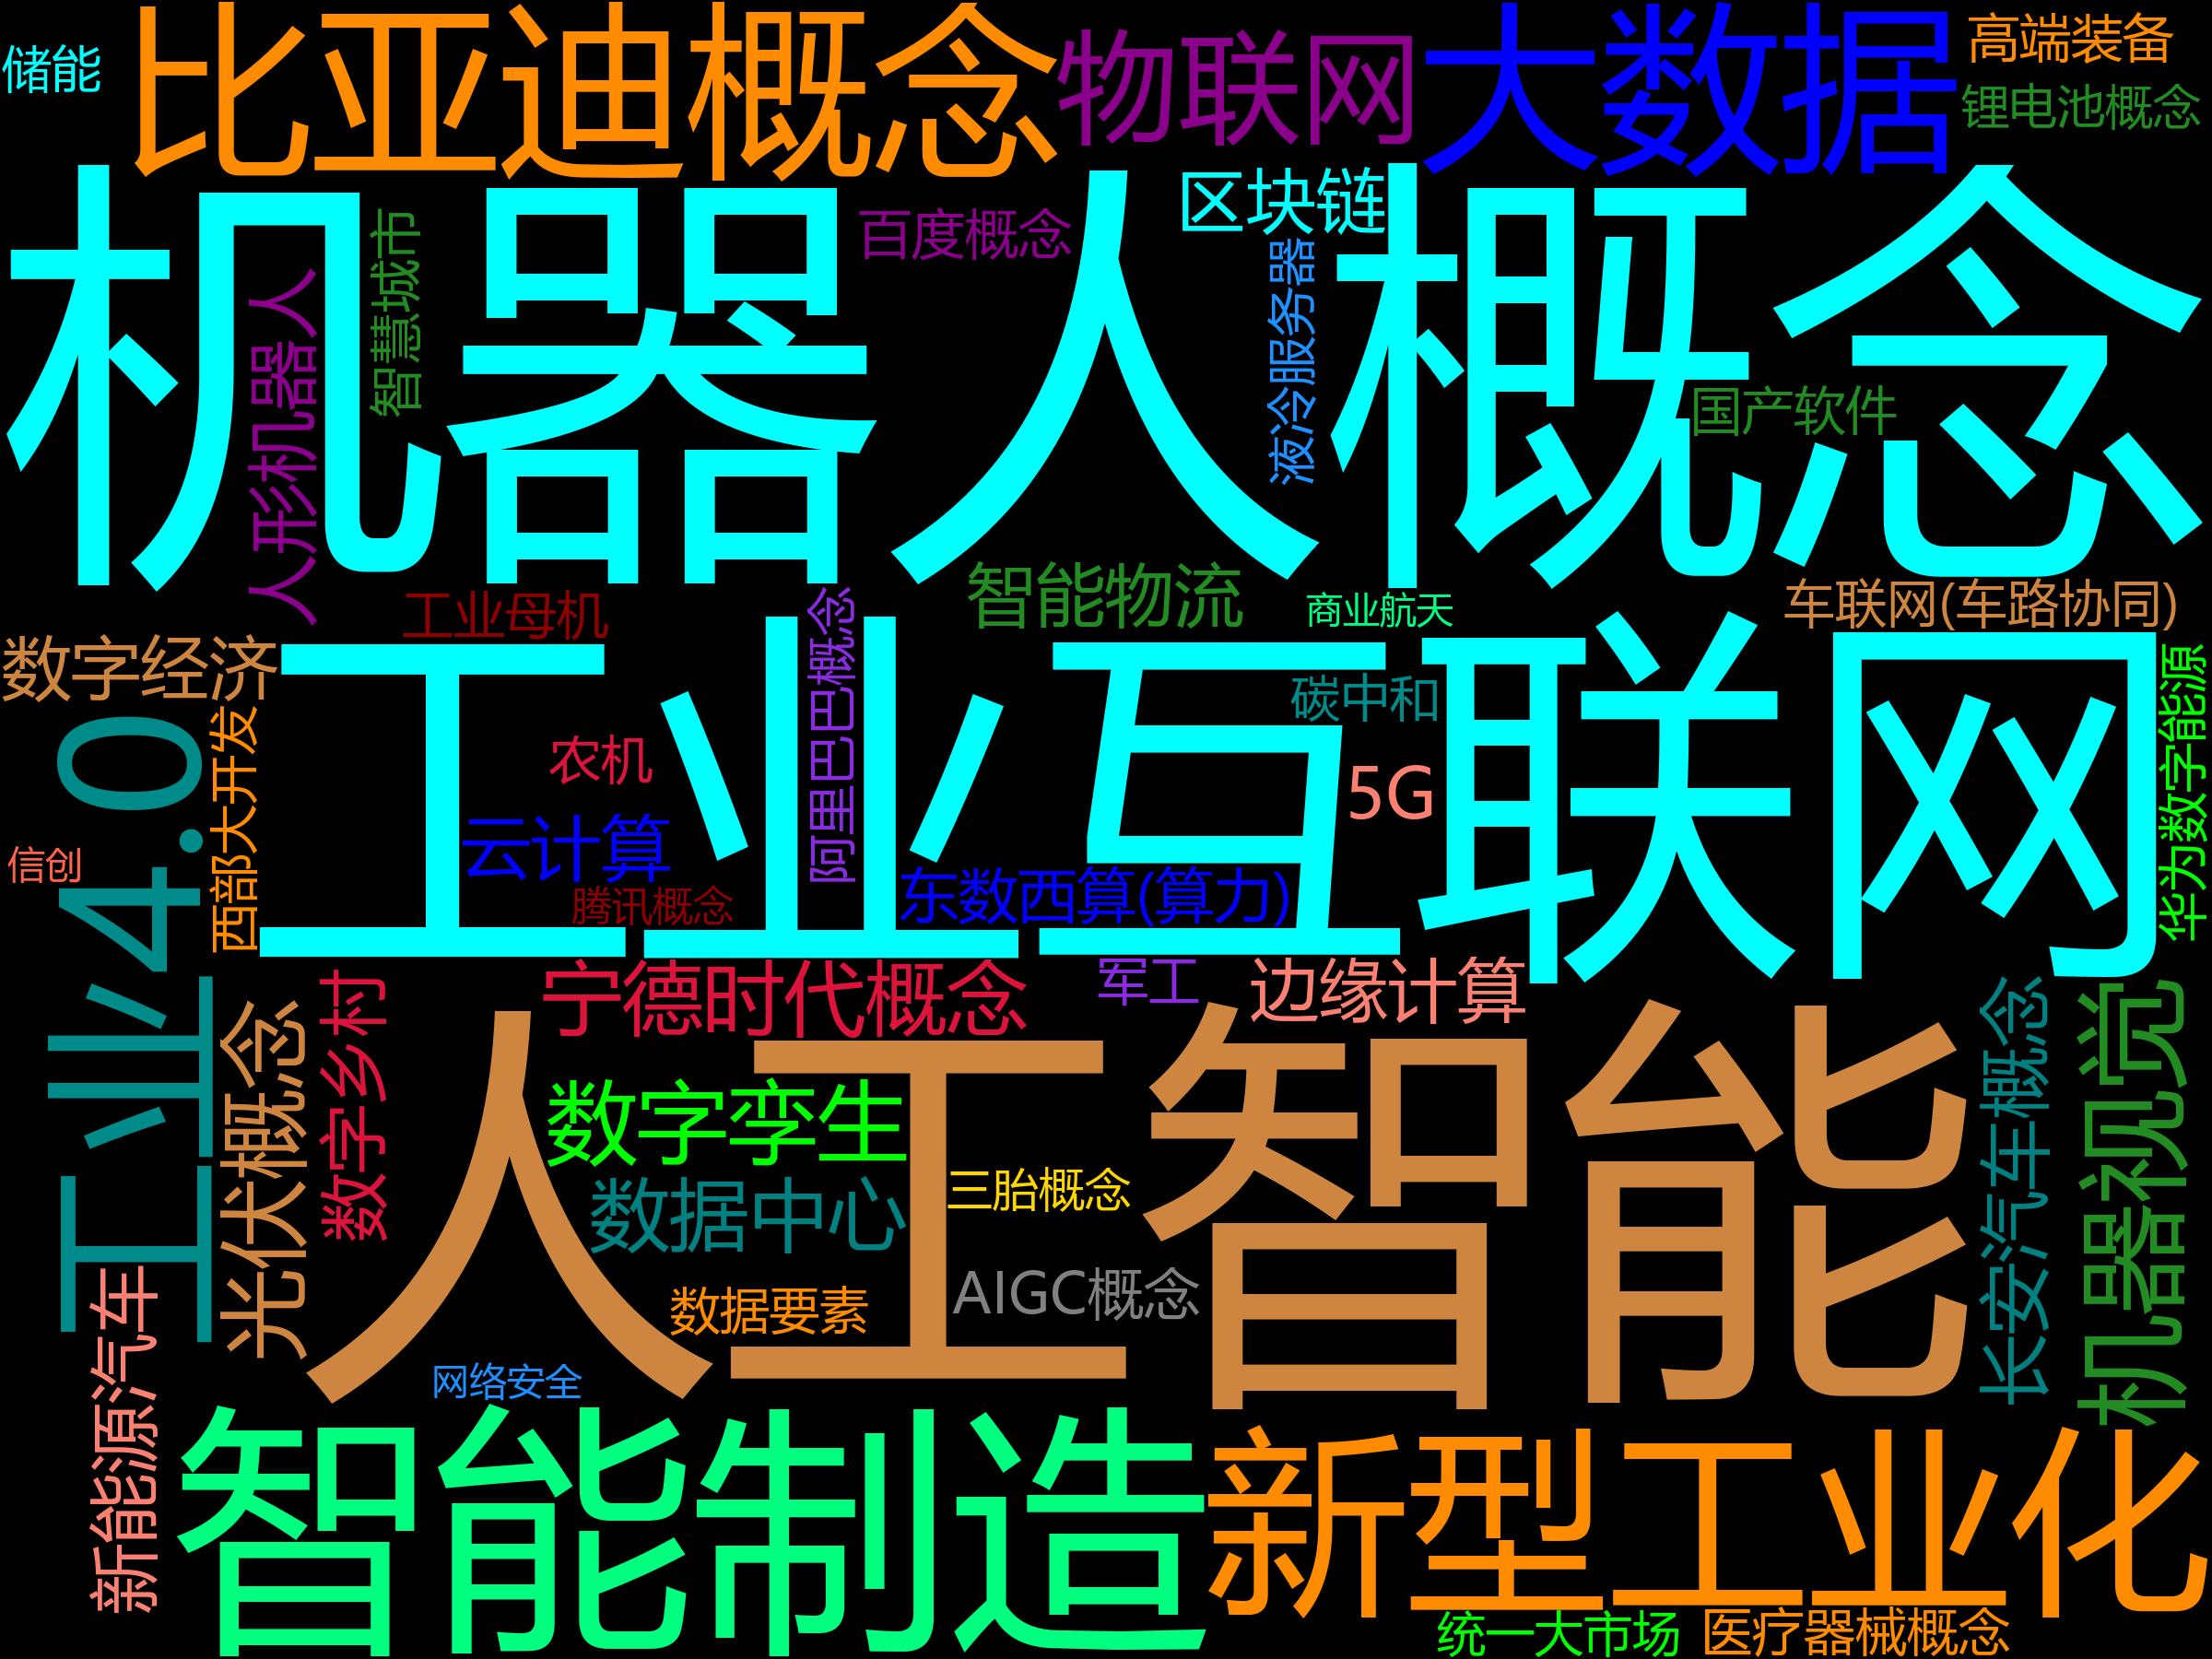 储能
比亚迪概念
物联网
大数据
高端装备
锂电池概念
机器人概念
区块链
百度概念
智慧城市
人形机器人
液冷服务器
国产软件
智能物流
工业母机
商业航天
车联网(车路协同)
数字经济
工业互联网
阿里巴巴概念
碳中和
华为数字能源
工业4.0
西部大开发
农机
5G
云计算
信创
腾讯概念
东数西算(算力)
宁德时代概念
军工
边缘计算
光伏概念
数字乡村
人工智能
长安汽车概念
机器视觉
数字孪生
数据中心
三胎概念
AIGC概念
数据要素
新能源汽车
网络安全
智能制造
新型工业化
统一大市场
医疗器械概念